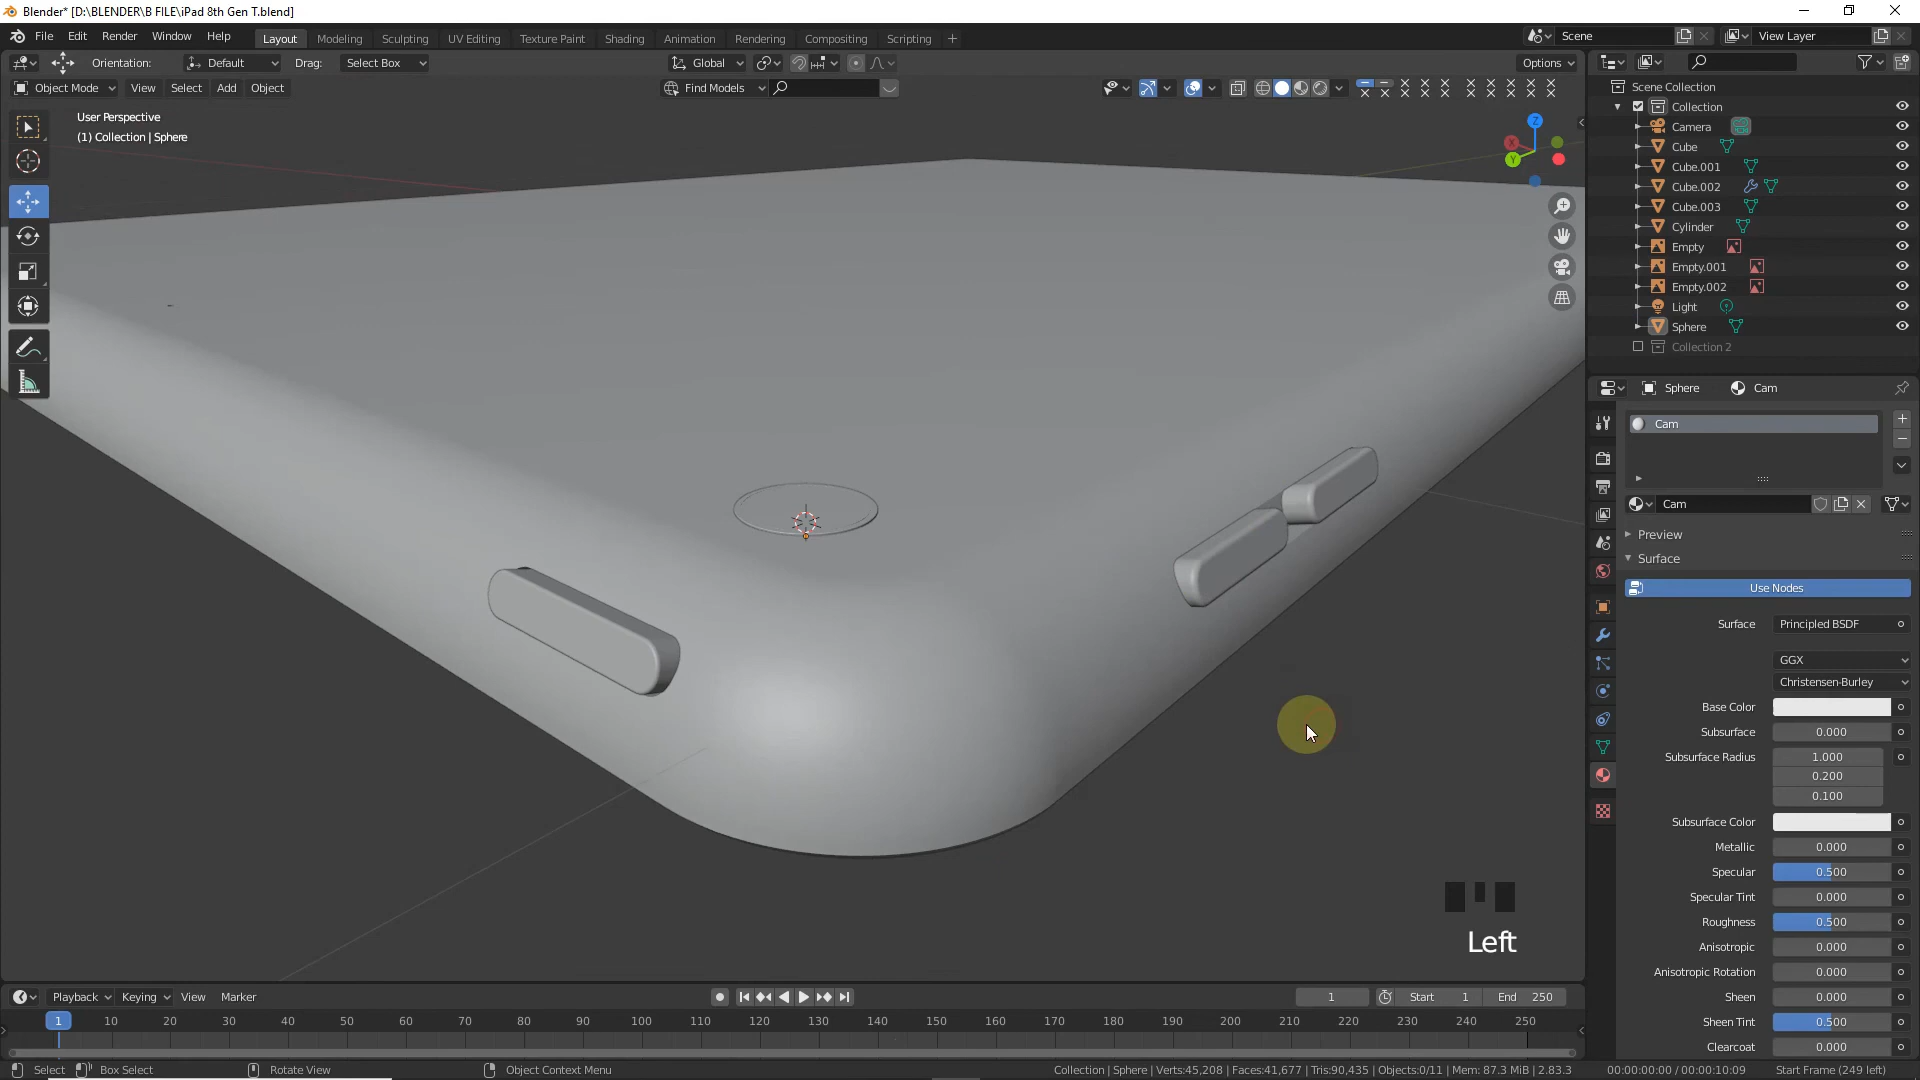 Blender* [D:\BLENDER\B FILE\iPad 8th Gen T.blend]
File Edit Render Window Help
Layout Modeling Sculpting UV Editing Texture Paint Shading Animation Rendering Compositing Scripting +
Scene
View Layer
Orientation: Default Drag: Select Box
Global
Options
Object Mode View Select Add Object
Find Models
User Perspective
(1) Collection | Sphere
Z
X
Y
Scene Collection
Collection
Camera
Cube
Cube.001
Cube.002
Cube.003
Cylinder
Empty
Empty.001
Empty.002
Light
Sphere
Collection 2
Sphere Cam
Cam
Cam
Preview
Surface
Use Nodes
Surface Principled BSDF
GGX
Christensen-Burley
Base Color
Subsurface 0.000
Subsurface Radius 1.000
0.200
0.100
Subsurface Color
Metallic 0.000
Specular 0.500
Specular Tint 0.000
Roughness 0.500
Anisotropic 0.000
Anisotropic Rotation 0.000
Sheen 0.000
Sheen Tint 0.500
Clearcoat 0.000
Left
Playback Keying View Marker
1 Start 1 End 250
1 10 20 30 40 50 60 70 80 90 100 110 120 130 140 150 160 170 180 190 200 210 220 230 240 250
Select Box Select Rotate View Object Context Menu
Collection | Sphere | Verts:45,208 | Faces:41,677 | Tris:90,435 | Objects:0/11 | Mem: 87.3 MiB | 2.83.3
00:00:00:00 / 00:00:10:09 Start Frame (249 left)